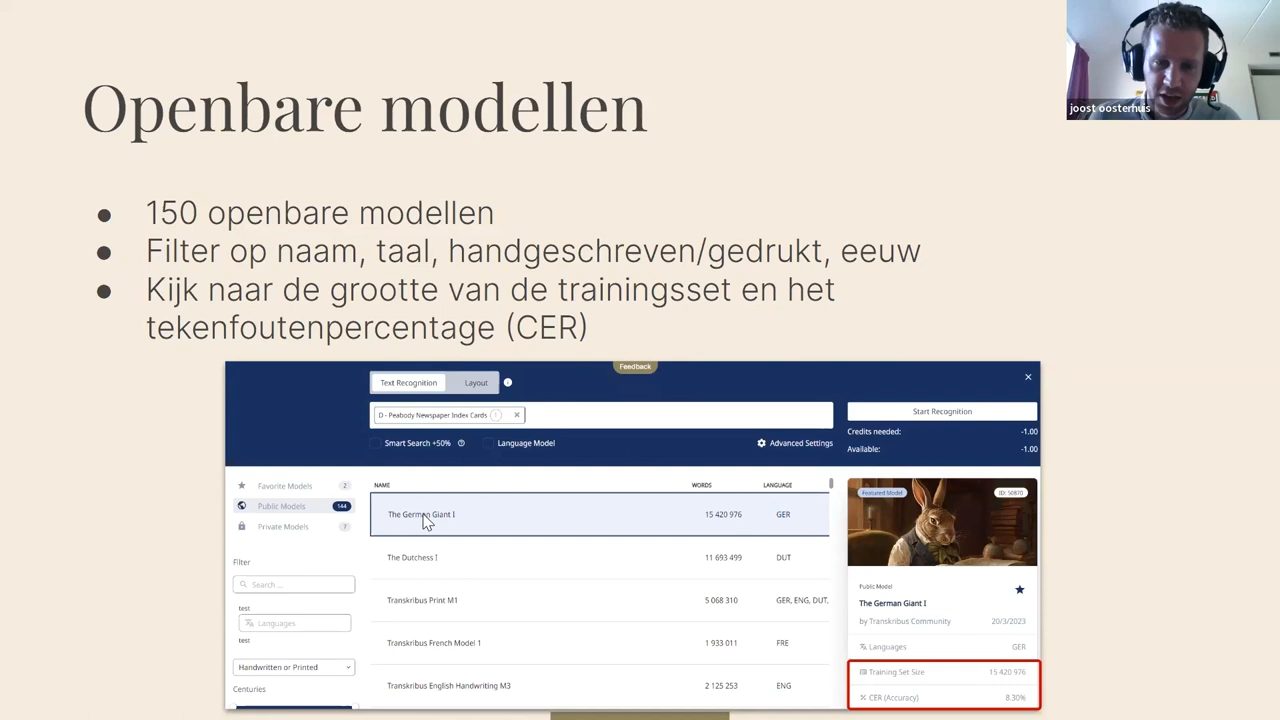 joost oosterhuis
Openbare modellen
● 150 openbare modellen
● Filter op naam, taal, handgeschreven/gedrukt, eeuw
● Kijk naar de grootte van de trainingsset en het
tekenfoutenpercentage (CER)
Feedback
Text Recognition Layout
D - Peabody Newspaper Index Cards
Start Recognition
Smart Search +50% Language Model Advanced Settings
Credits needed: -1.00
Available: -1.00
Favorite Models 2
Public Models 144
Private Models 7
Filter
Search ...
test
Languages
test
Handwritten or Printed
Centuries
NAME WORDS LANGUAGE
The German Giant I 15 420 976 GER
The Dutchess I 11 693 499 DUT
Transkribus Print M1 5 068 310 GER, ENG, DUT,
Transkribus French Model 1 1 933 011 FRE
Transkribus English Handwriting M3 2 125 253 ENG
Featured Model ID: 50870
Public Model
The German Giant I
by Transkribus Community 20/3/2023
Languages GER
Training Set Size 15 420 976
CER (Accuracy) 8.30%